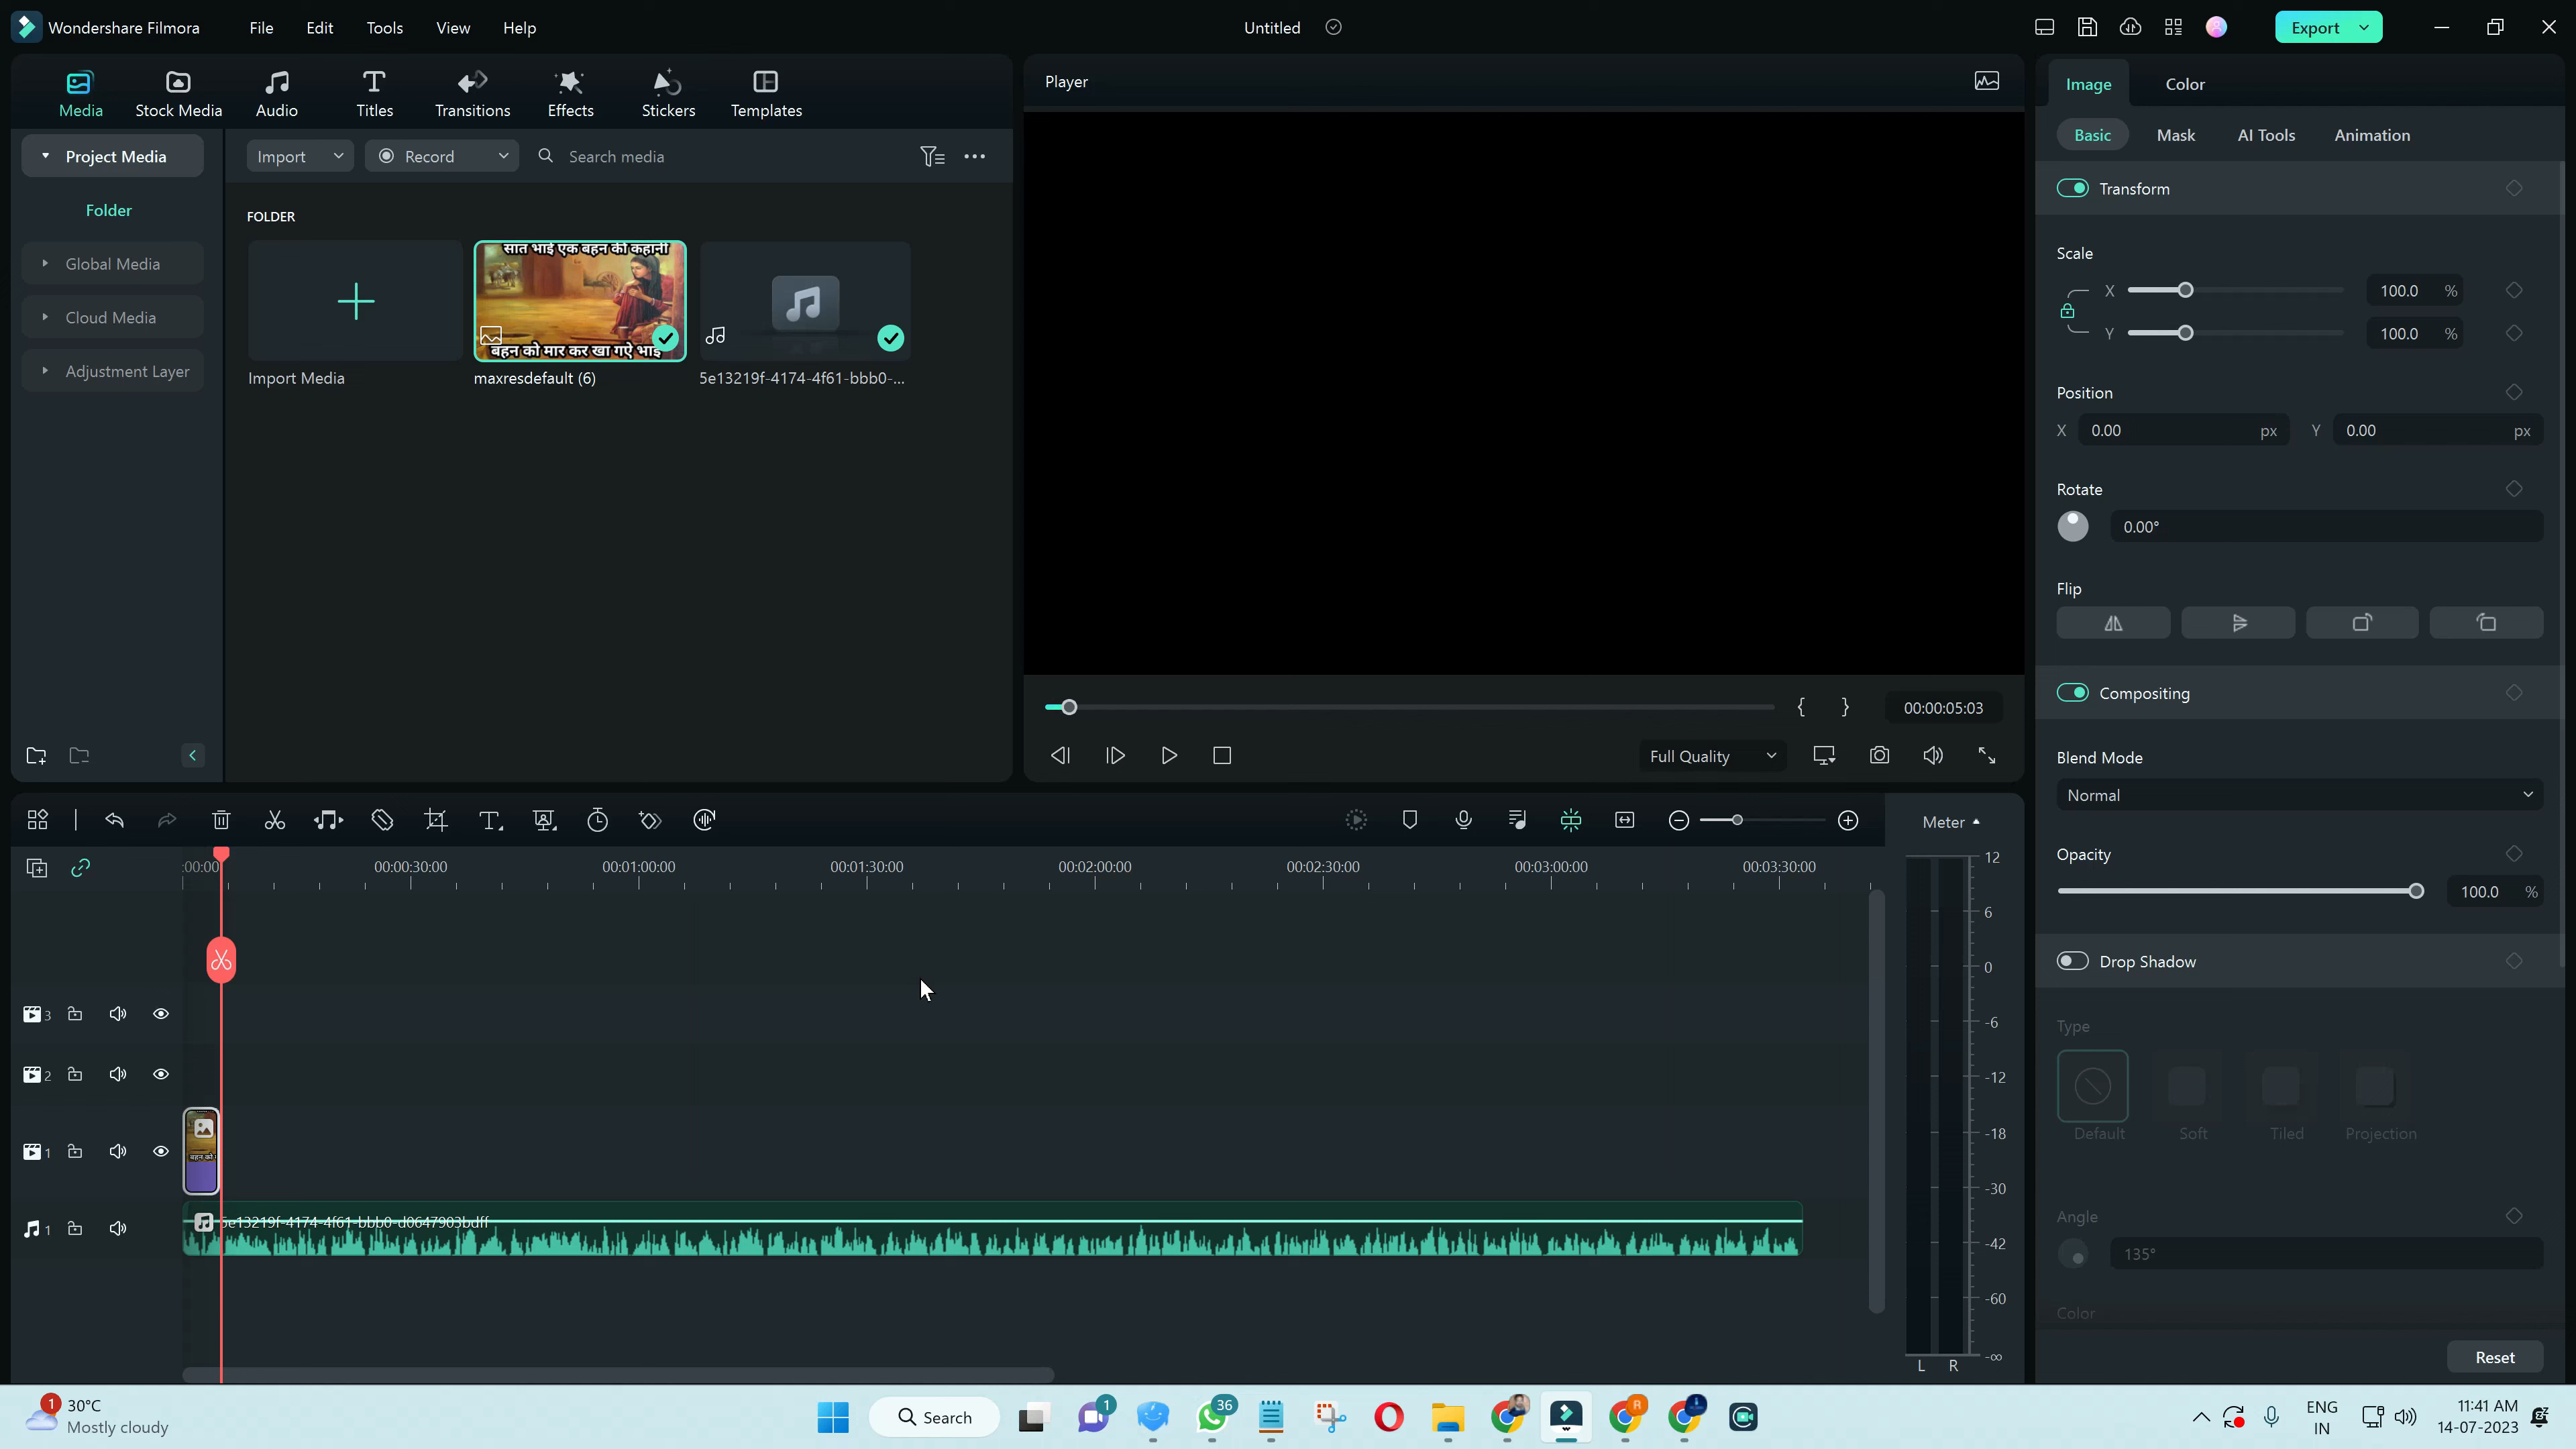 Wondershare Filmora
File
Edit
Tools
View
Help
Untitled
Export
Media
Stock Media
Audio
Titles
Transitions
Effects
Stickers
Templates
Player
Image
Color
Project Media
Import
Record
Search media
Basic
Mask
AI Tools
Animation
Folder
FOLDER
Transform
Global Media
Cloud Media
Adjustment Layer
सात भाई एक बहन की कहानी
बहन को मार कर खा गऐ भाई
Import Media
maxresdefault (6)
5e13219f-4174-4f61-bbb0-...
Scale
X
100.0
%
Y
100.0
%
Position
X
0.00
px
Y
0.00
px
Rotate
0.00°
Flip
Compositing
00:00:05:03
Full Quality
Blend Mode
Normal
Meter
:00:00
00:00:30:00
00:01:00:00
00:01:30:00
00:02:00:00
00:02:30:00
00:03:00:00
00:03:30:00
12
6
0
-6
-12
-18
-30
-42
-60
-∞
L
R
Opacity
100.0
%
Drop Shadow
3
2
1
1
5e13219f-4174-4f61-bbb0-d0647903bdff
Type
Default
Soft
Tiled
Projection
Angle
135°
Color
Reset
1
30°C
Mostly cloudy
Search
1
36
R
ENG
IN
11:41 AM
14-07-2023